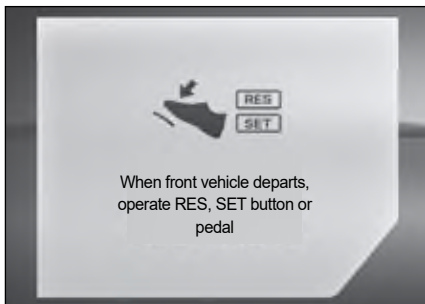 RES
SET
When front vehicle departs,
operate RES, SET button or
pedal